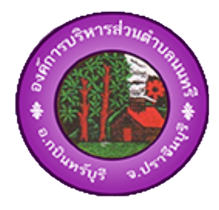 องค์การบริหารส่วนตำบลนนทรี
อ.กบินทร์บุรี จ.ปราจีนบุรี